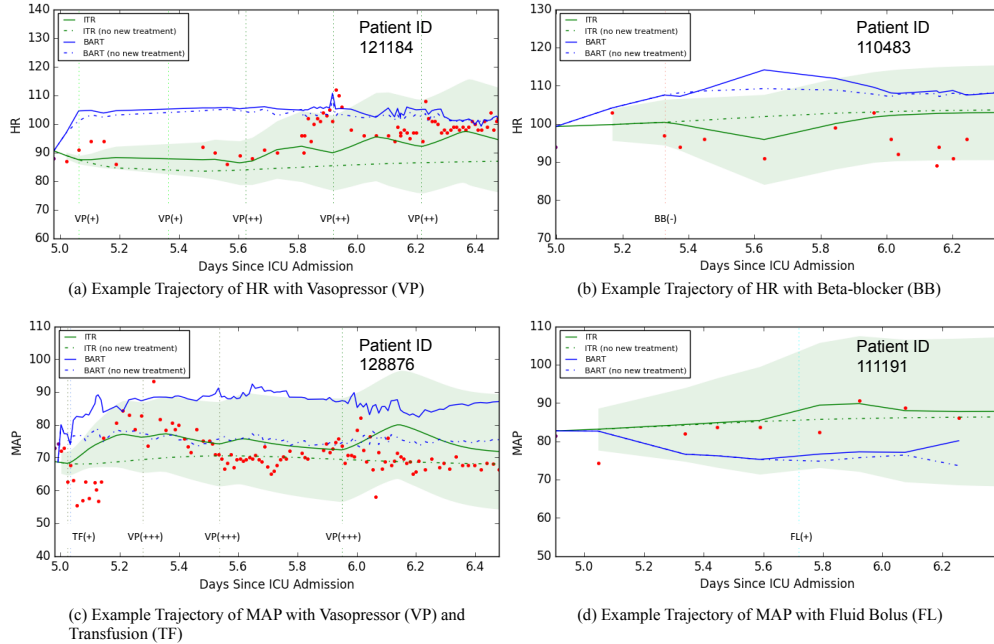 ITR
ITR (no new treatment)
BART
BART (no new treatment)
Patient ID
121184
HR
140
130
120
110
100
90
80
70
60
VP(+)
VP(+)
VP(++)
VP(++)
VP(++)
5.0
5.2
5.4
5.6
5.8
6.0
6.2
6.4
Days Since ICU Admission
(a) Example Trajectory of HR with Vasopressor (VP)
ITR
ITR (no new treatment)
BART
BART (no new treatment)
Patient ID
110483
HR
130
120
110
100
90
80
70
BB(-)
5.0
5.2
5.4
5.6
5.8
6.0
6.2
Days Since ICU Admission
(b) Example Trajectory of HR with Beta-blocker (BB)
ITR
ITR (no new treatment)
BART
BART (no new treatment)
Patient ID
128876
MAP
110
100
90
80
70
60
50
40
TF(+)
VP(+++)
VP(+++)
VP(+++)
5.0
5.2
5.4
5.6
5.8
6.0
6.2
6.4
Days Since ICU Admission
(c) Example Trajectory of MAP with Vasopressor (VP) and
Transfusion (TF)
ITR
ITR (no new treatment)
BART
BART (no new treatment)
Patient ID
111191
MAP
110
100
90
80
70
60
50
FL(+)
5.0
5.2
5.4
5.6
5.8
6.0
6.2
Days Since ICU Admission
(d) Example Trajectory of MAP with Fluid Bolus (FL)